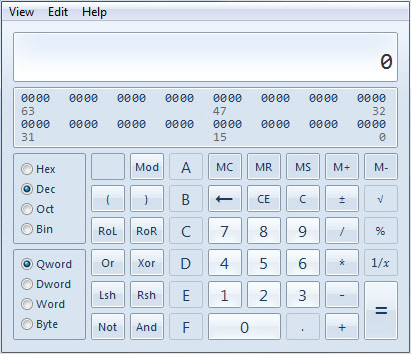 View Edit Help
0
0000 0000 0000 0000 0000 0000 0000 0000
63 47 32
0000 0000 0000 0000 0000 0000 0000 0000
31 15 0
Hex Mod A MC MR MS M+ M-
Dec ( ) B ← CE C ± √
Oct RoL RoR C 7 8 9 / %
Bin
Qword Or Xor D 4 5 6 * 1/x
Dword
Word Lsh Rsh E 1 2 3 - =
Byte Not And F 0 . +